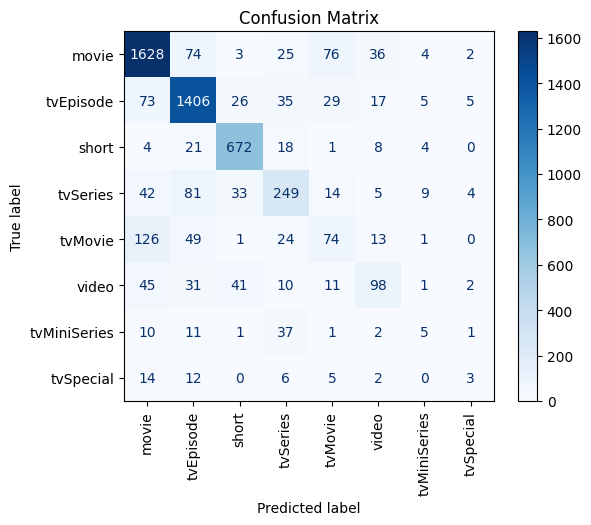 Confusion Matrix
movie 1628 74 3 25 76 36 4 2
tvEpisode 73 1406 26 35 29 17 5 5
short 4 21 672 18 1 8 4 0
tvSeries 42 81 33 249 14 5 9 4
tvMovie 126 49 1 24 74 13 1 0
video 45 31 41 10 11 98 1 2
tvMiniSeries 10 11 1 37 1 2 5 1
tvSpecial 14 12 0 6 5 2 0 3
True label
movie tvEpisode short tvSeries tvMovie video tvMiniSeries tvSpecial
Predicted label
1600
1400
1200
1000
800
600
400
200
0